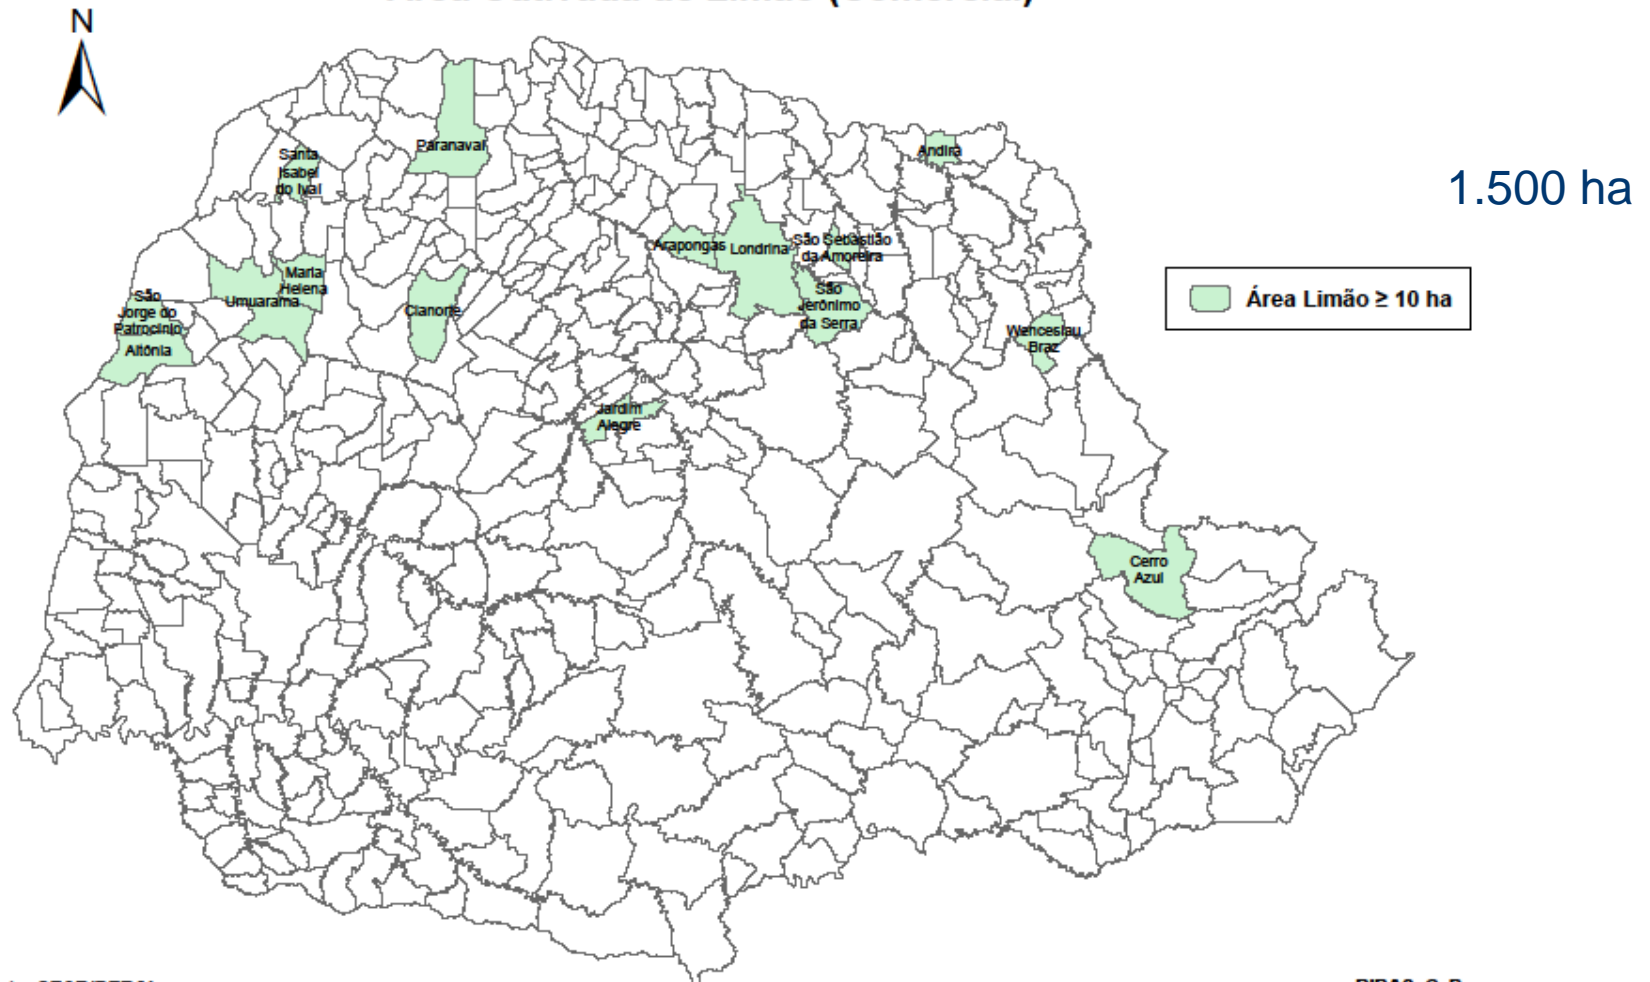 N
Paranavaí
Santa
Isabel
do Ivaí
Andirá
1.500 ha
Arapongas
Londrina
São Sebastião
da Amoreira
Maria
Helena
Umuarama
Área Limão ≥ 10 ha
São
Jorge do
Patrocínio
Cianorte
São
Jerônimo
da Serra
Altônia
Wenceslau
Braz
Jardim
Alegre
Cerro
Azul